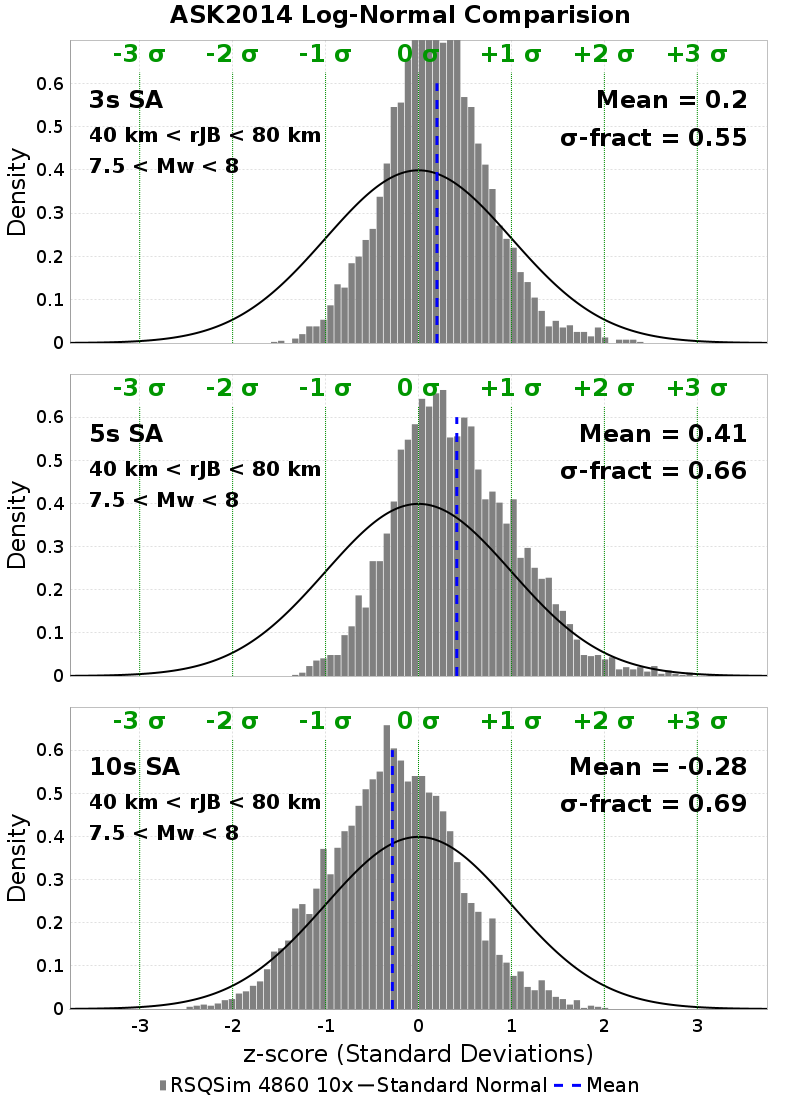 ASK2014 Log-Normal Comparision
-3 σ -2 σ -1 σ 0 σ +1 σ +2 σ +3 σ
3s SA
40 km < rJB < 80 km
7.5 < Mw < 8
Mean = 0.2
σ-fract = 0.55
Density
0.6
0.5
0.4
0.3
0.2
0.1
0
-3 σ -2 σ -1 σ 0 σ +1 σ +2 σ +3 σ
5s SA
40 km < rJB < 80 km
7.5 < Mw < 8
Mean = 0.41
σ-fract = 0.66
Density
0.6
0.5
0.4
0.3
0.2
0.1
0
-3 σ -2 σ -1 σ 0 σ +1 σ +2 σ +3 σ
10s SA
40 km < rJB < 80 km
7.5 < Mw < 8
Mean = -0.28
σ-fract = 0.69
Density
0.6
0.5
0.4
0.3
0.2
0.1
0
-3 -2 -1 0 1 2 3
z-score (Standard Deviations)
RSQSim 4860 10x Standard Normal Mean